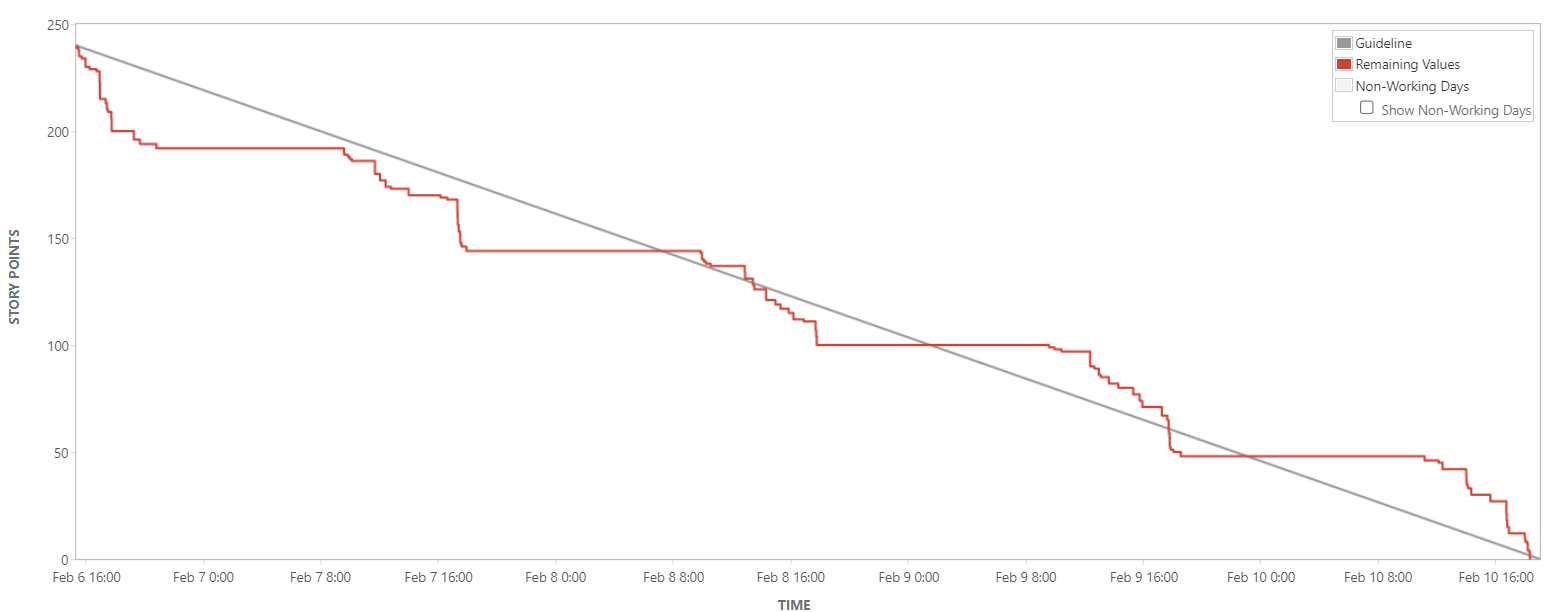 250
200
150
100
50
0
STORY POINTS
Guideline
Remaining Values
Non-Working Days
Show Non-Working Days
Feb 6 16:00 Feb 7 0:00 Feb 7 8:00 Feb 7 16:00 Feb 8 0:00 Feb 8 8:00 Feb 8 16:00 Feb 9 0:00 Feb 9 8:00 Feb 9 16:00 Feb 10 0:00 Feb 10 8:00 Feb 10 16:00
TIME